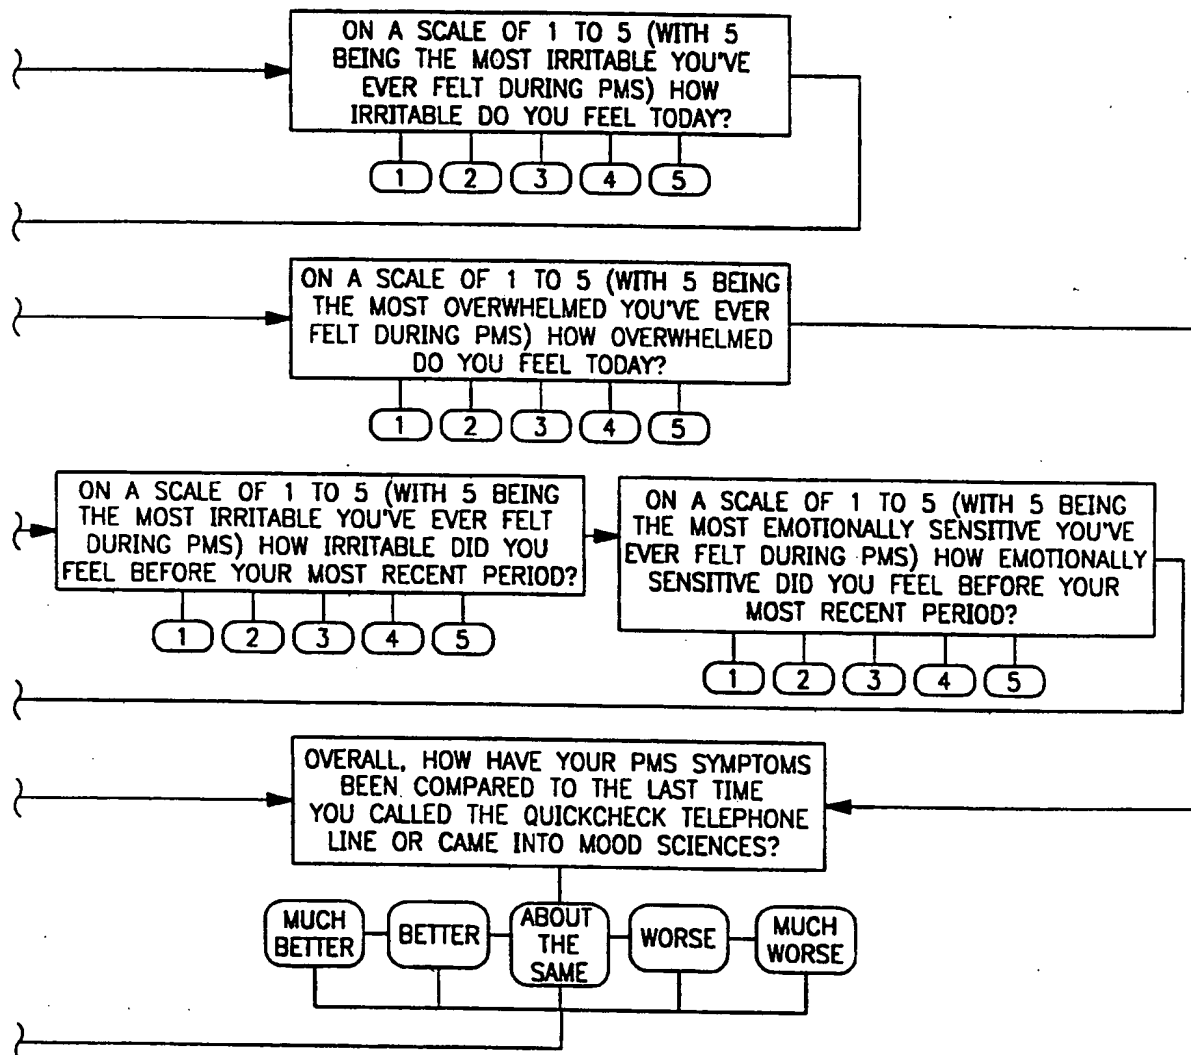 ON A SCALE OF 1 TO 5 (WITH 5
BEING THE MOST IRRITABLE YOU'VE
EVER FELT DURING PMS) HOW
IRRITABLE DO YOU FEEL TODAY?
1 2 3 4 5
ON A SCALE OF 1 TO 5 (WITH 5 BEING
THE MOST OVERWHELMED YOU'VE EVER
FELT DURING PMS) HOW OVERWHELMED
DO YOU FEEL TODAY?
1 2 3 4 5
ON A SCALE OF 1 TO 5 (WITH 5 BEING
THE MOST IRRITABLE YOU'VE EVER FELT
DURING PMS) HOW IRRITABLE DID YOU
FEEL BEFORE YOUR MOST RECENT PERIOD?
1 2 3 4 5
ON A SCALE OF 1 TO 5 (WITH 5 BEING
THE MOST EMOTIONALLY SENSITIVE YOU'VE
EVER FELT DURING PMS) HOW EMOTIONALLY
SENSITIVE DID YOU FEEL BEFORE YOUR
MOST RECENT PERIOD?
1 2 3 4 5
OVERALL, HOW HAVE YOUR PMS SYMPTOMS
BEEN COMPARED TO THE LAST TIME
YOU CALLED THE QUICKCHECK TELEPHONE
LINE OR CAME INTO MOOD SCIENCES?
MUCH
BETTER
BETTER
ABOUT
THE
SAME
WORSE
MUCH
WORSE